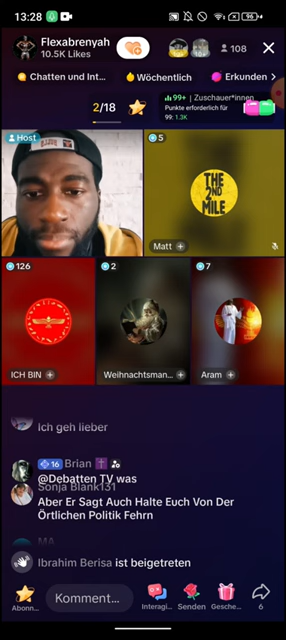 13:28
96
Flexabrenyah
10.5K Likes
108
Chatten und Int...
Wöchentlich
Erkunden
2/18
99+ | Zuschauer*innen
Punkte erforderlich für
99: 1.3K
Host
5
THE
2ND
MILE
Matt
126
2
7
ICH BIN
Weihnachtsman...
Aram
Ich geh lieber
16 Brian
@Debatten TV was
Sonja Blank131
Aber Er Sagt Auch Halte Euch Von Der
Örtlichen Politik Fehrn
MA
Ibrahim Berisa ist beigetreten
Komment...
Abonn...
Interagi...
Senden
Gesche...
6